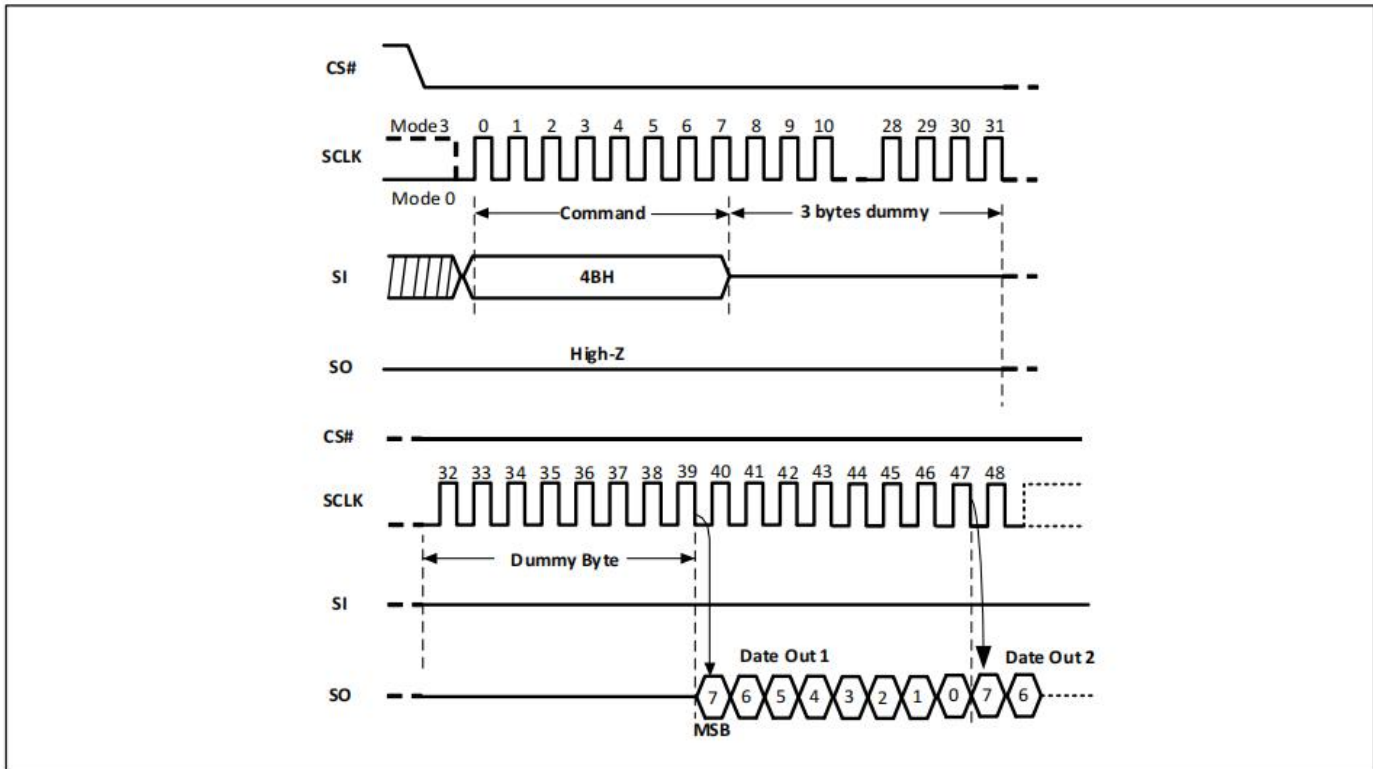 CS#
Mode3 0 1 2 3 4 5 6 7 8 9 10 28 29 30 31
SCLK
Mode 0
Command 3 bytes dummy
SI 4BH
High-Z
SO
CS#
32 33 34 35 36 37 38 39 40 41 42 43 44 45 46 47 48
SCLK
Dummy Byte
SI
Date Out 1 Date Out 2
SO 7 6 5 4 3 2 1 0 7 6
MSB